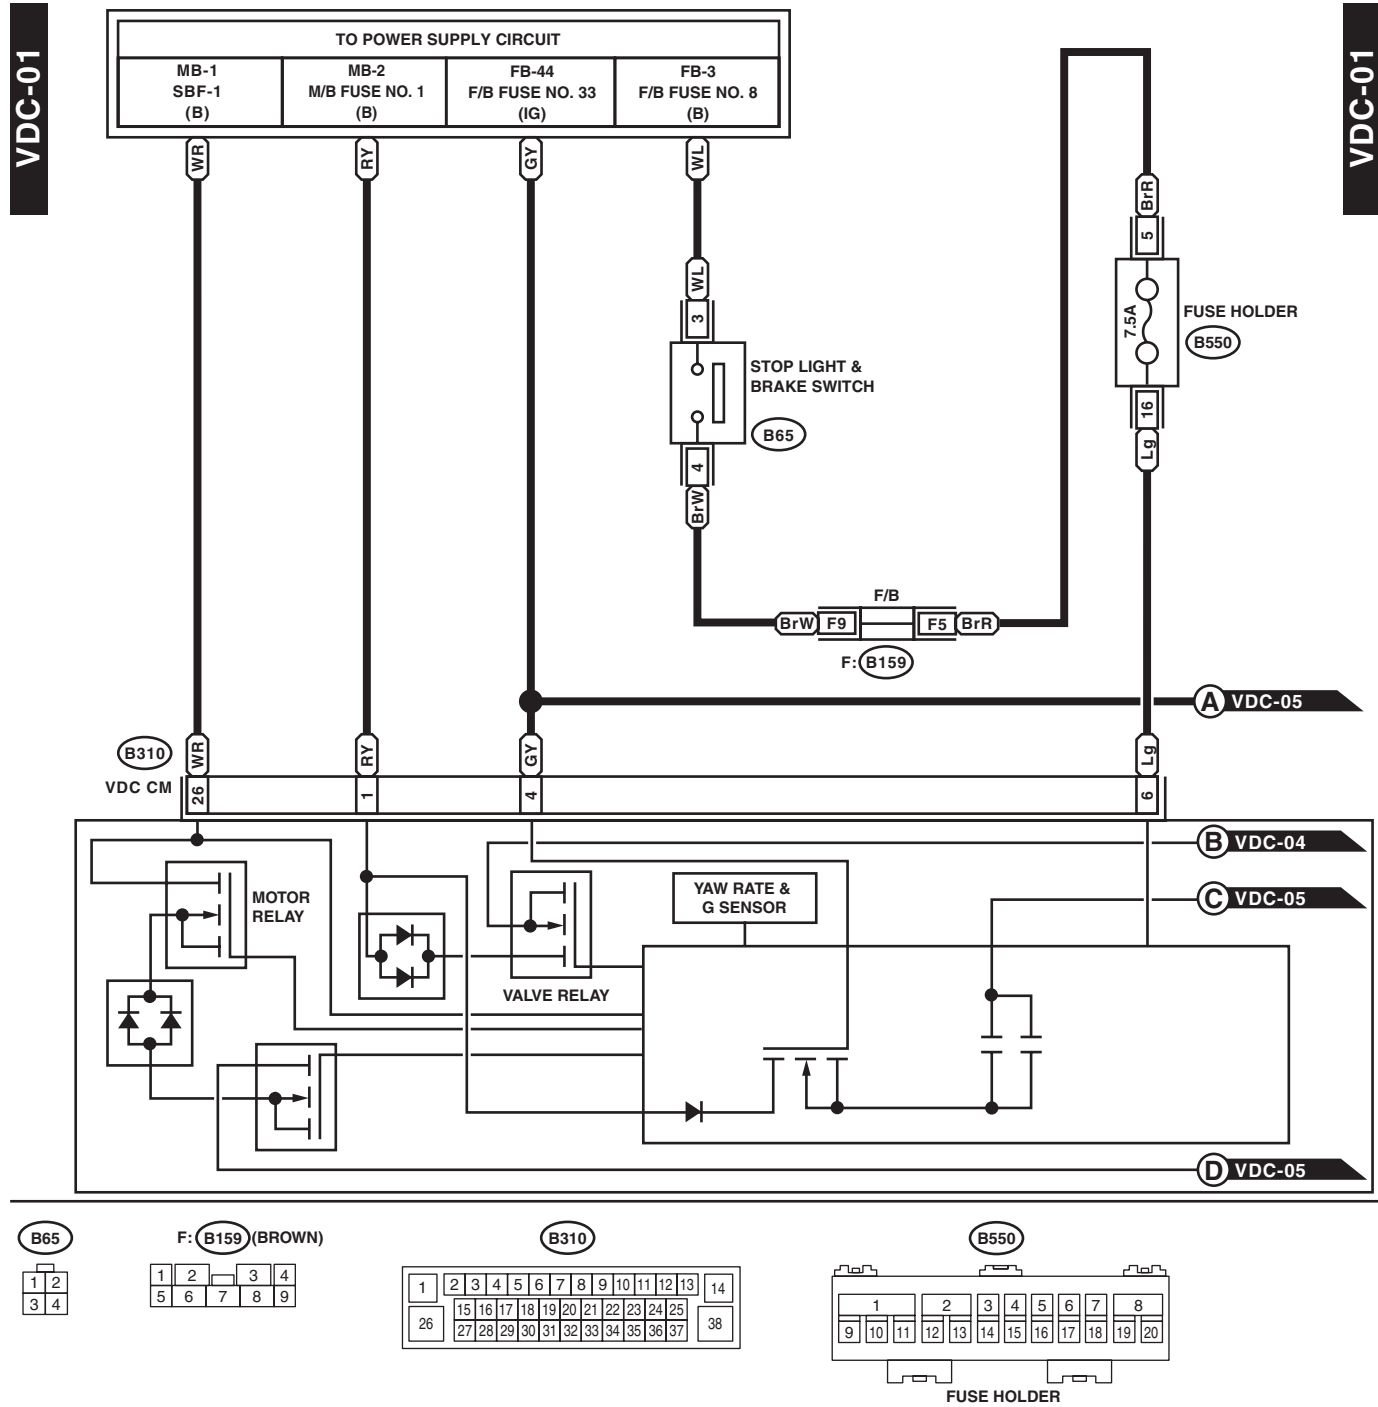 VDC-01
VDC-01
TO POWER SUPPLY CIRCUIT
MB-1
SBF-1
(B)
MB-2
M/B FUSE NO. 1
(B)
FB-44
F/B FUSE NO. 33
(IG)
FB-3
F/B FUSE NO. 8
(B)
WR
RY
GY
WL
BrR
5
7.5A
FUSE HOLDER
B550
16
Lg
WL
3
STOP LIGHT &
BRAKE SWITCH
B65
4
BrW
F/B
BrW
F9
F5
BrR
F:
B159
A
VDC-05
B310
VDC CM
WR
RY
GY
Lg
26
1
4
6
B
VDC-04
MOTOR
RELAY
YAW RATE &
G SENSOR
C
VDC-05
VALVE RELAY
D
VDC-05
B65
1 2
3 4
F:
B159
(BROWN)
1 2 3 4
5 6 7 8 9
B310
1 2 3 4 5 6 7 8 9 10 11 12 13 14
15 16 17 18 19 20 21 22 23 24 25
26 27 28 29 30 31 32 33 34 35 36 37 38
B550
1 2 3 4 5 6 7 8
9 10 11 12 13 14 15 16 17 18 19 20
FUSE HOLDER